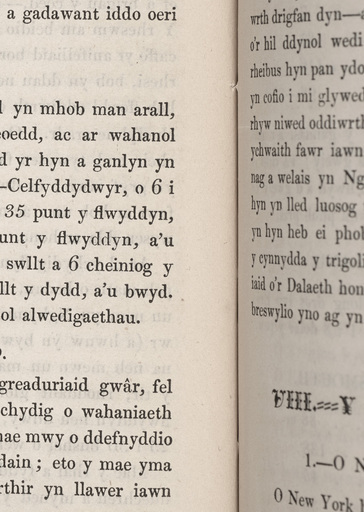 a gadawant iddo oeri
yn mhob man arall,
oedd, ac ar wahanol
d yr hyn a ganlyn yn
—Celfyddydwyr, o 6 i
35 punt y flwyddyn,
unt y flwyddyn, a'u
swllt a 6 cheiniog y
llt y dydd, a'u bwyd.
ol alwedigaethau.
greaduriaid gwâr, fel
chydig o wahaniaeth
nae mwy o ddefnyddio
dain; eto y mae yma
rthir yn llawer iawn
wrth drigfan dyn—a
o'r hil ddynol wedi
rheibus hyn pan ydo
yn cofio i mi glywed
rhyw niwed oddiwrth
ychwaith fawr iawn
nag a welais yn Ng
hyn yn lled luosog
yn hyn heb ei phol
y cynnydda y trigoli
iaid o'r Dalaeth hon
breswylio yno ag yn
VIII.—Y
1.—O N
O New York